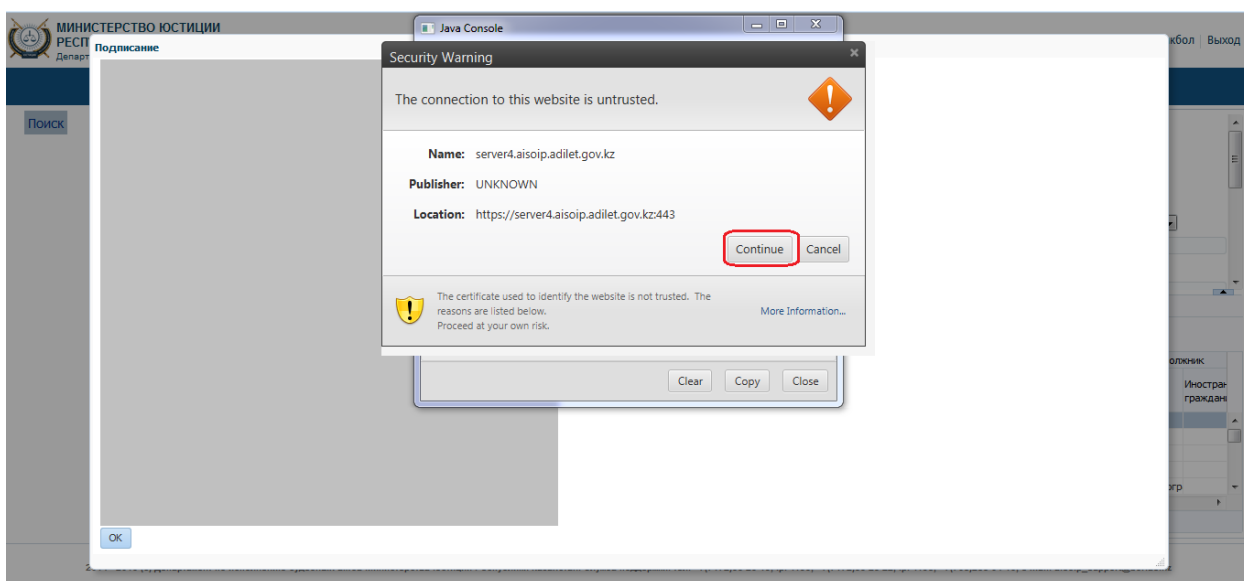 МИНИСТЕРСТВО ЮСТИЦИИ
РЕСП
Департ
кбол Выход
Подписание
Поиск
Java Console
Security Warning
The connection to this website is untrusted.
Name: server4.aisoip.adilet.gov.kz
Publisher: UNKNOWN
Location: https://server4.aisoip.adilet.gov.kz:443
Continue Cancel
The certificate used to identify the website is not trusted. The
reasons are listed below.
Proceed at your own risk.
More Information...
Clear Copy Close
олжник
Иностран
граждан
огр
OK